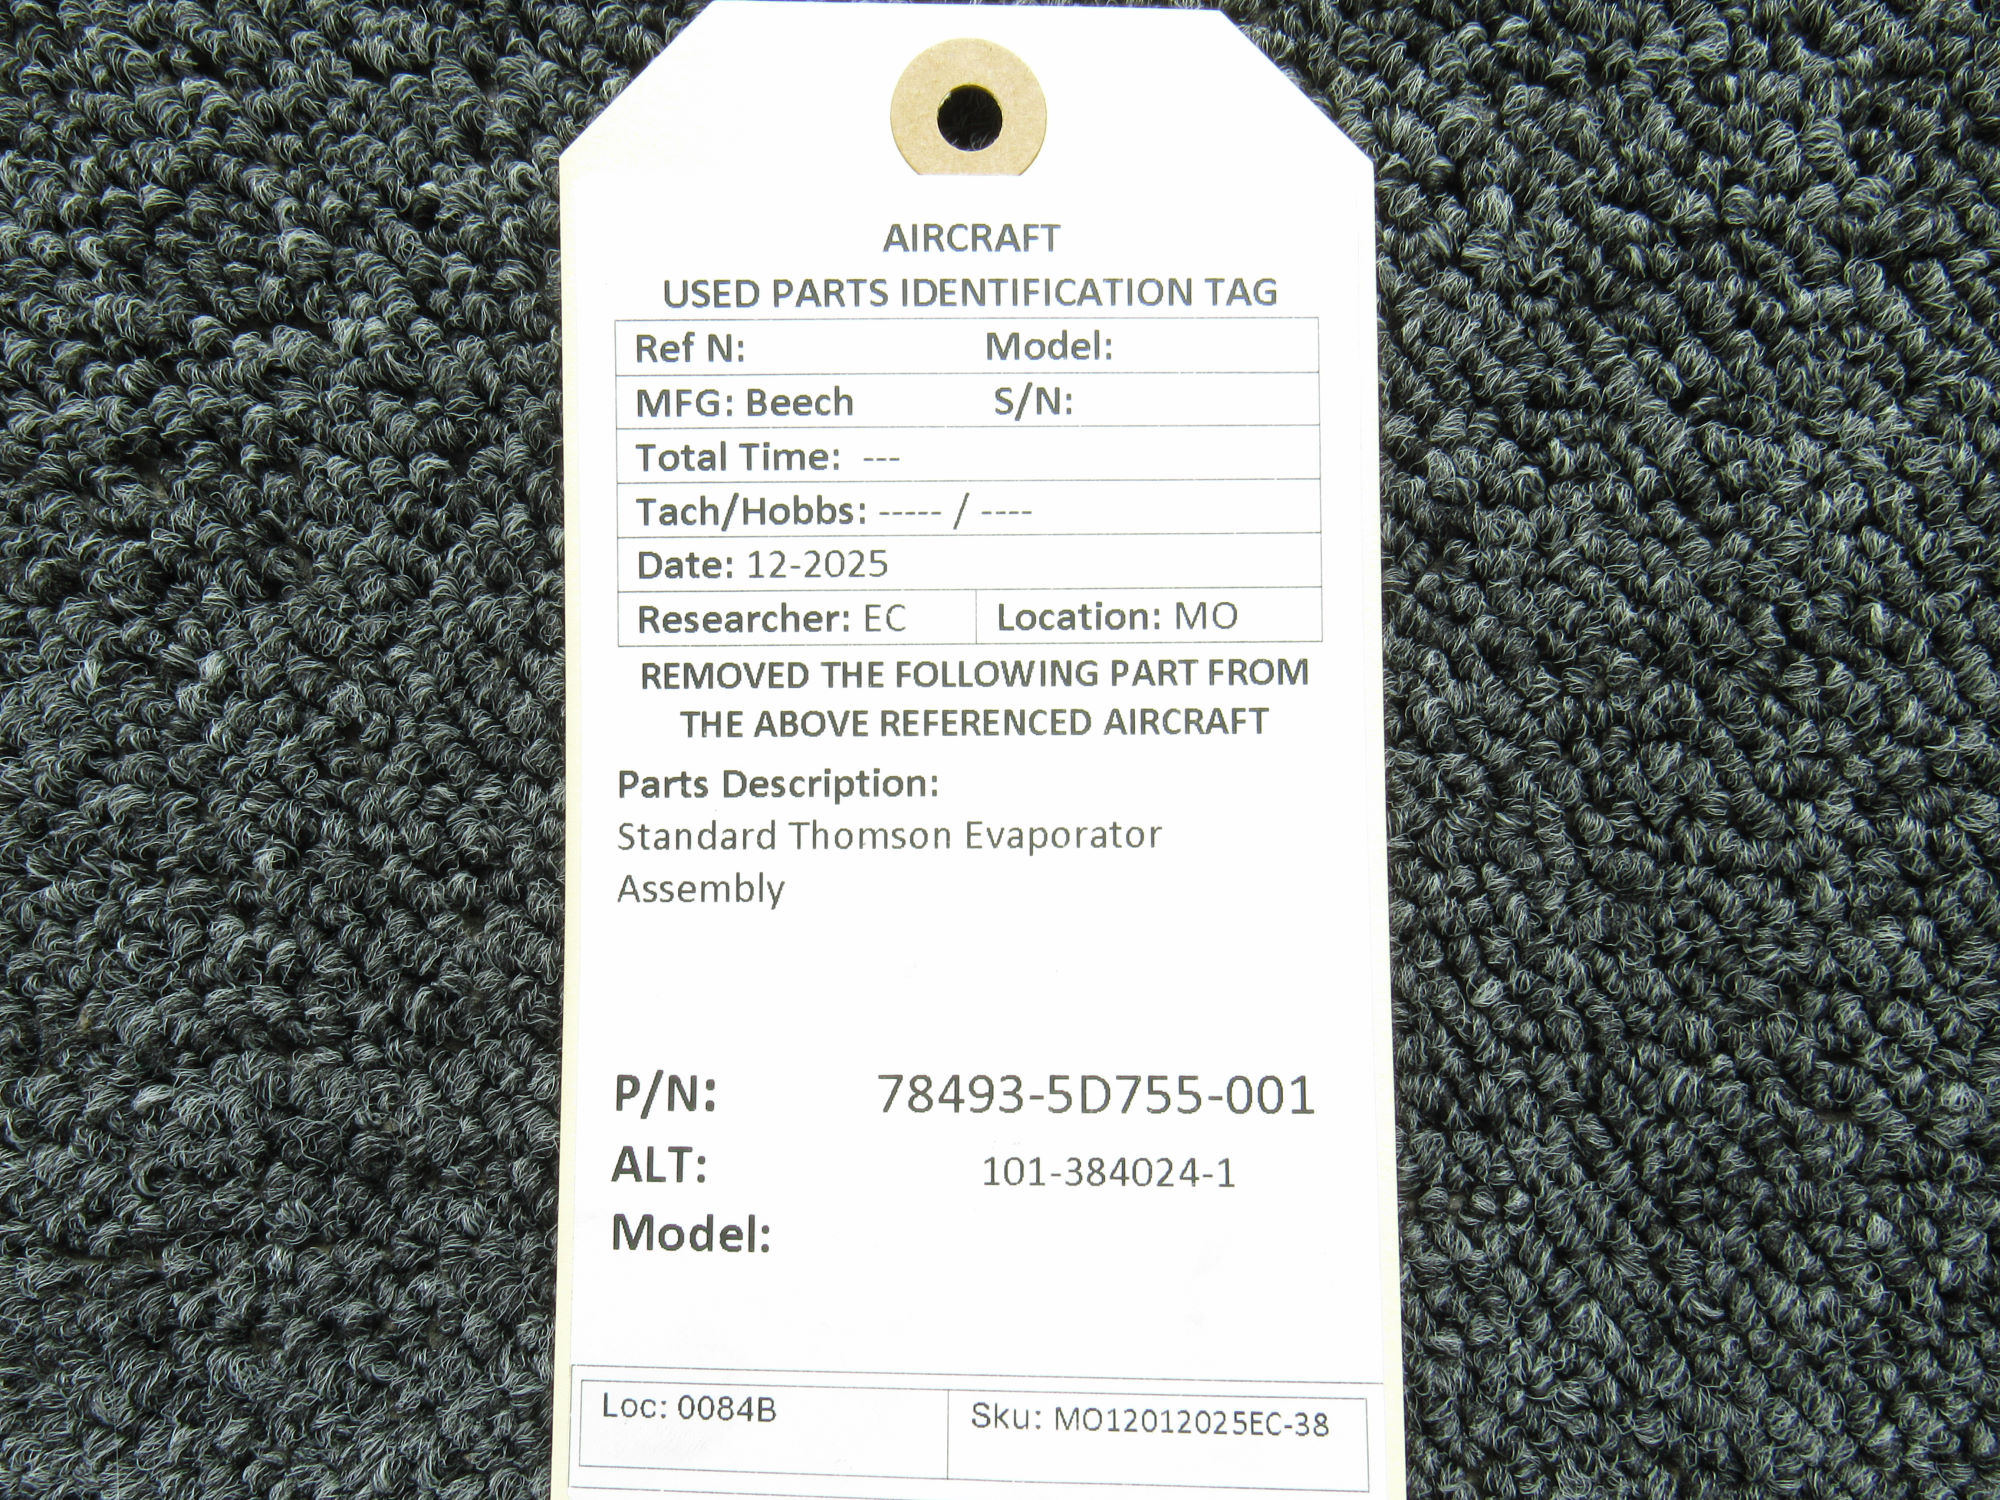 AIRCRAFT
USED PARTS IDENTIFICATION TAG
Ref N: Model:
MFG: Beech S/N:
Total Time: ---
Tach/Hobbs: ----- / ----
Date: 12-2025
Researcher: EC Location: MO
REMOVED THE FOLLOWING PART FROM
THE ABOVE REFERENCED AIRCRAFT
Parts Description:
Standard Thomson Evaporator
Assembly
P/N: 78493-5D755-001
ALT: 101-384024-1
Model:
Loc: 0084B Sku: MO12012025EC-38